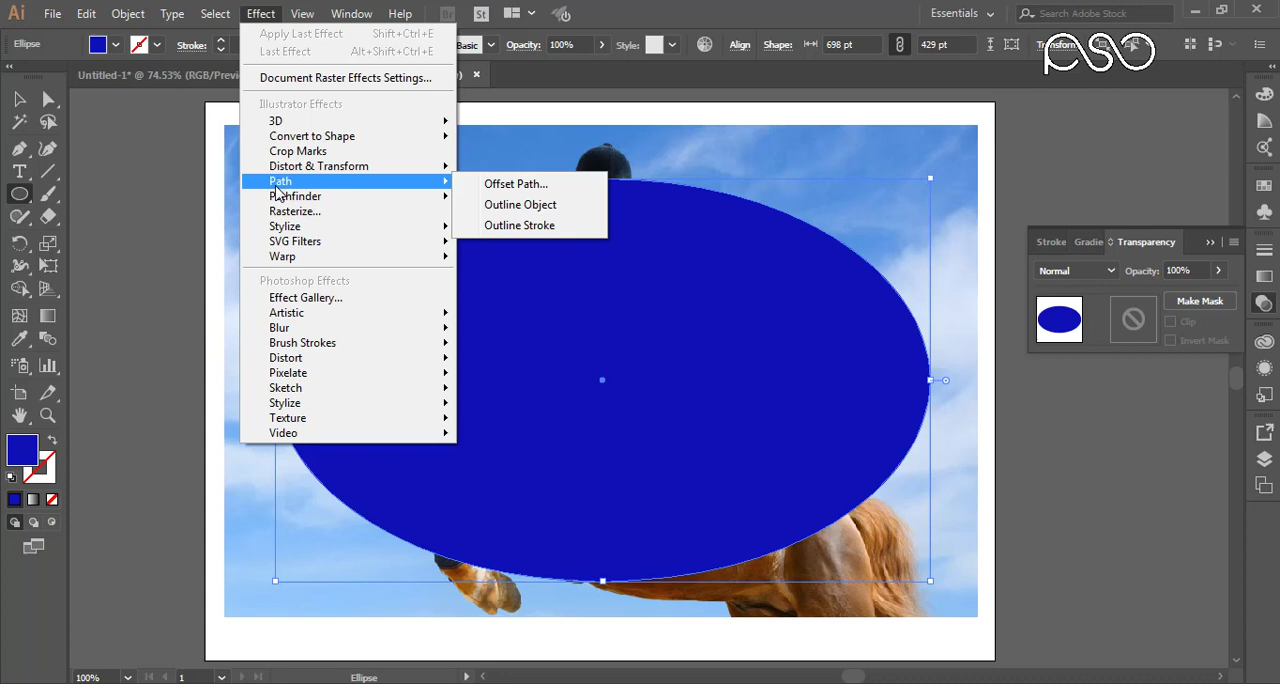 Ai File Edit Object Type Select Effect View Window Help Br St Essentials Search Adobe Stock
Ellipse Stroke: Basic Opacity: 100% Style: Align Shape: 698 pt 429 pt Transform
PSO
Untitled-1* @ 74.53% (RGB/Previ
Apply Last Effect Shift+Ctrl+E
Last Effect Alt+Shift+Ctrl+E
Document Raster Effects Settings...
Illustrator Effects
3D
Convert to Shape
Crop Marks
Distort & Transform
Path
Pathfinder
Rasterize...
Stylize
SVG Filters
Warp
Photoshop Effects
Effect Gallery...
Artistic
Blur
Brush Strokes
Distort
Pixelate
Sketch
Stylize
Texture
Video
Offset Path...
Outline Object
Outline Stroke
Stroke Gradie Transparency
Normal Opacity: 100%
Make Mask
Clip
Invert Mask
100% 1 Ellipse